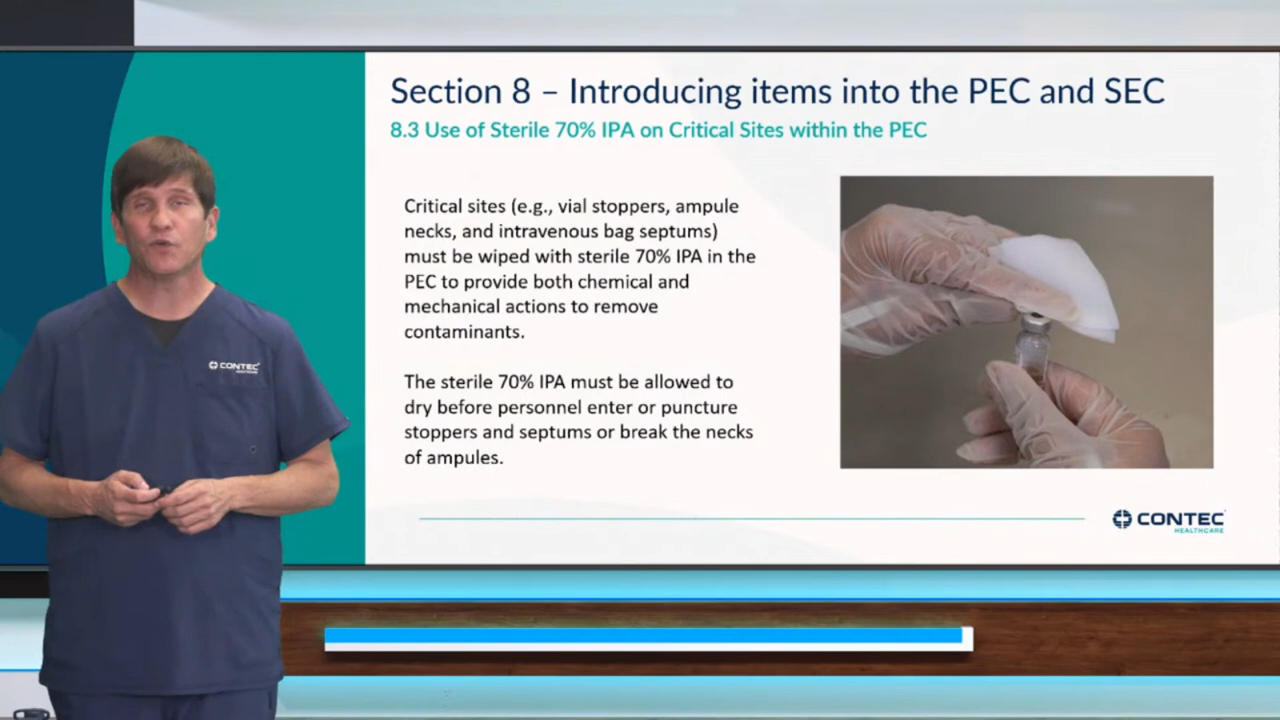 Section 8 – Introducing items into the PEC and SEC
8.3 Use of Sterile 70% IPA on Critical Sites within the PEC
Critical sites (e.g., vial stoppers, ampule
necks, and intravenous bag septums)
must be wiped with sterile 70% IPA in the
PEC to provide both chemical and
mechanical actions to remove
contaminants.
The sterile 70% IPA must be allowed to
dry before personnel enter or puncture
stoppers and septums or break the necks
of ampules.
CONTEC
HEALTHCARE
CONTEC
HEALTHCARE